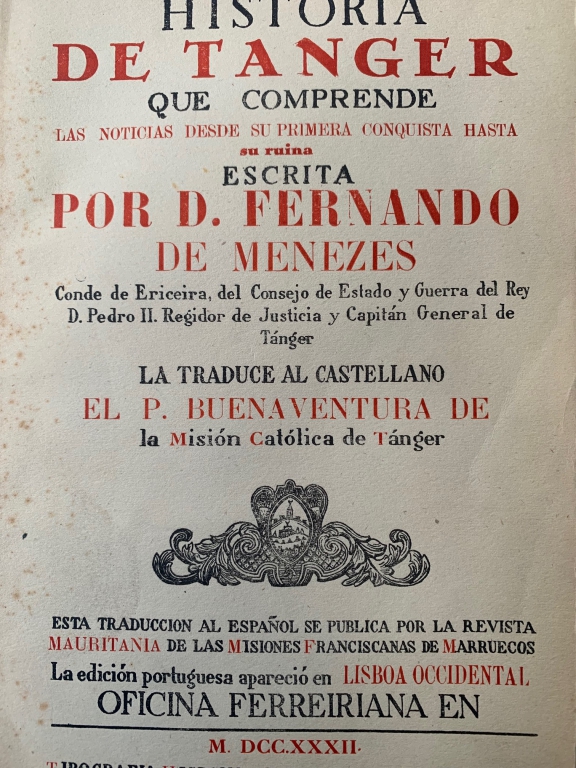 HISTORIA
DE TANGER
QUE COMPRENDE
LAS NOTICIAS DESDE SU PRIMERA CONQUISTA HASTA
su ruina
ESCRITA
POR D. FERNANDO
DE MENEZES
Conde de Ericeira, del Consejo de Estado y Guerra del Rey
D. Pedro II. Regidor de Justicia y Capitán General de
Tánger
LA TRADUCE AL CASTELLANO
EL P. BUENAVENTURA DE
la Misión Católica de Tánger
ESTA TRADUCCION AL ESPAÑOL SE PUBLICA POR LA REVISTA
MAURITANIA DE LAS MISIONES FRANCISCANAS DE MARRUECOS
La edición portuguesa apareció en LISBOA OCCIDENTAL
OFICINA FERREIRIANA EN
M. DCC.XXXII.
TIPOGRAFIA